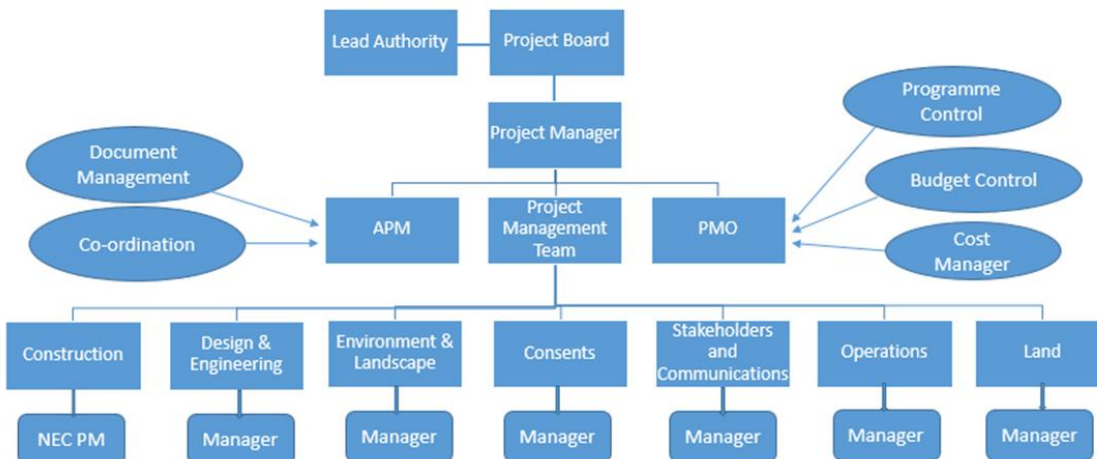 Lead Authority
Project Board
Programme
Control
Project Manager
Document
Management
Budget Control
Co-ordination
APM
Project
Management
Team
PMO
Cost
Manager
Construction
Design &
Engineering
Environment &
Landscape
Consents
Stakeholders
and
Communications
Operations
Land
NEC PM
Manager
Manager
Manager
Manager
Manager
Manager